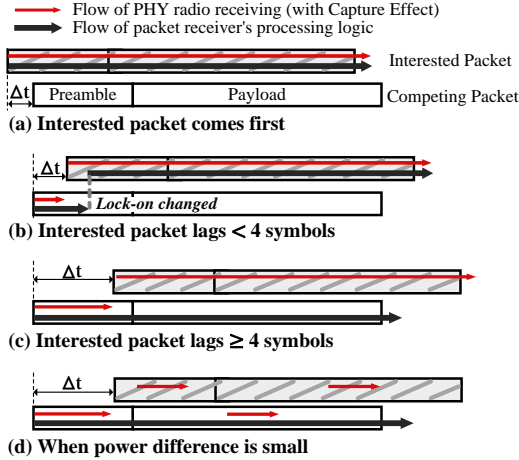 Flow of PHY radio receiving (with Capture Effect)
Flow of packet receiver's processing logic
Interested Packet
Δt
Preamble
Payload
Competing Packet
(a) Interested packet comes first
Δt
Lock-on changed
(b) Interested packet lags < 4 symbols
Δt
(c) Interested packet lags ≥ 4 symbols
Δt
(d) When power difference is small